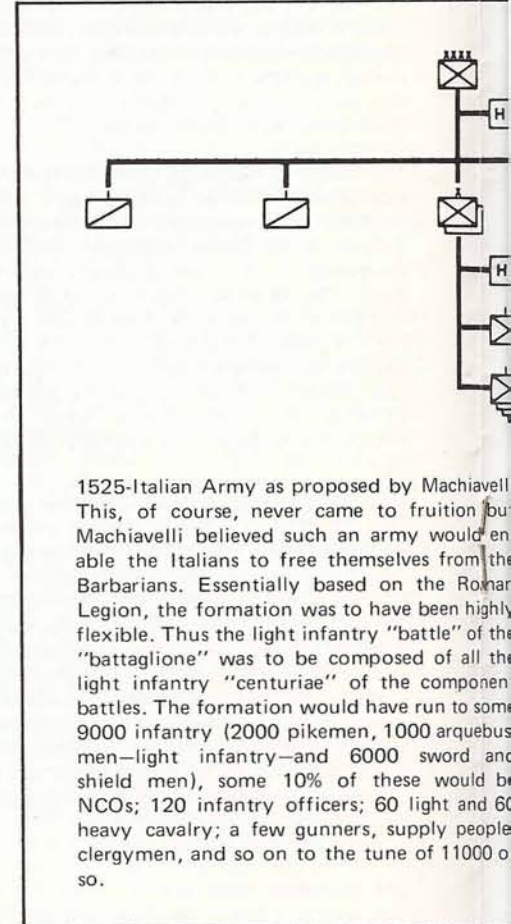 H
H
1525-Italian Army as proposed by Machiavell
This, of course, never came to fruition bu
Machiavelli believed such an army would en
able the Italians to free themselves from the
Barbarians. Essentially based on the Roman
Legion, the formation was to have been highly
flexible. Thus the light infantry "battle" of the
"battaglione" was to be composed of all the
light infantry "centuriae" of the componen
battles. The formation would have run to some
9000 infantry (2000 pikemen, 1000 arquebus
men—light infantry—and 6000 sword and
shield men), some 10% of these would be
NCOs; 120 infantry officers; 60 light and 60
heavy cavalry; a few gunners, supply people
clergymen, and so on to the tune of 11000 o
so.